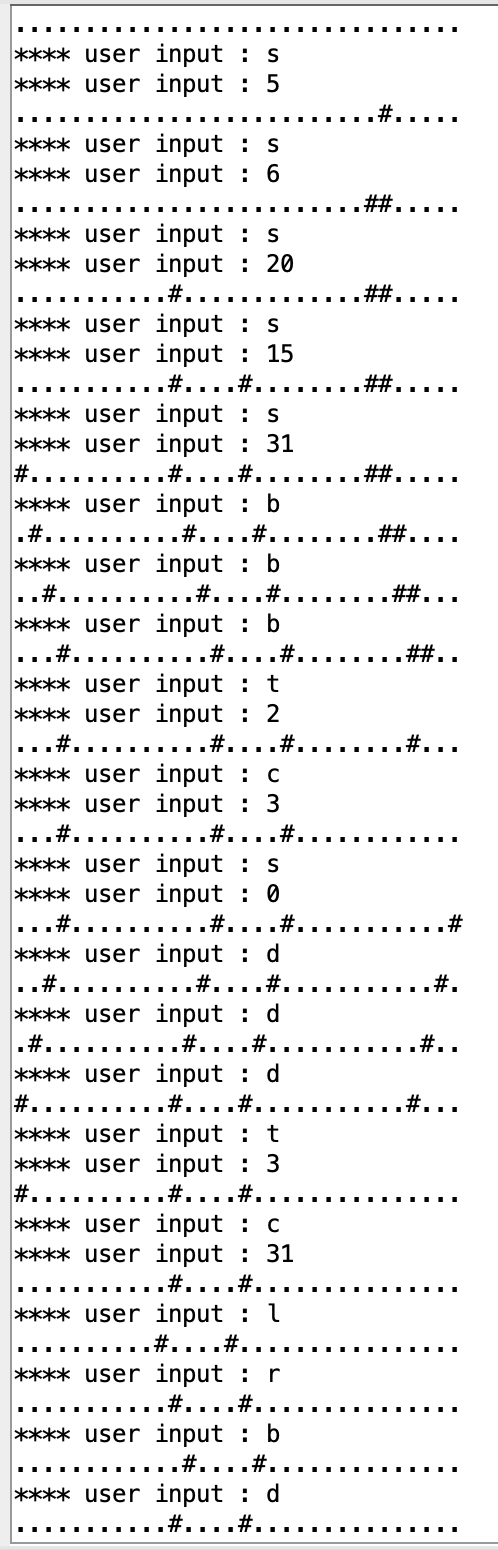 ................................
**** user input : s
**** user input : 5
..........................#.....
**** user input : s
**** user input : 6
.........................##.....
**** user input : s
**** user input : 20
...........#.............##.....
**** user input : s
**** user input : 15
...........#....#........##.....
**** user input : s
**** user input : 31
#..........#....#........##.....
**** user input : b
.#..........#....#........##....
**** user input : b
..#..........#....#........##...
**** user input : b
...#..........#....#........##..
**** user input : t
**** user input : 2
...#..........#....#........#...
**** user input : c
**** user input : 3
...#..........#....#............
**** user input : s
**** user input : 0
...#..........#....#...........#
**** user input : d
..#..........#....#...........#.
**** user input : d
.#..........#....#...........#..
**** user input : d
#..........#....#...........#...
**** user input : t
**** user input : 3
#..........#....#...............
**** user input : c
**** user input : 31
...........#....#...............
**** user input : l
..........#....#................
**** user input : r
...........#....#...............
**** user input : b
............#....#..............
**** user input : d
...........#....#...............